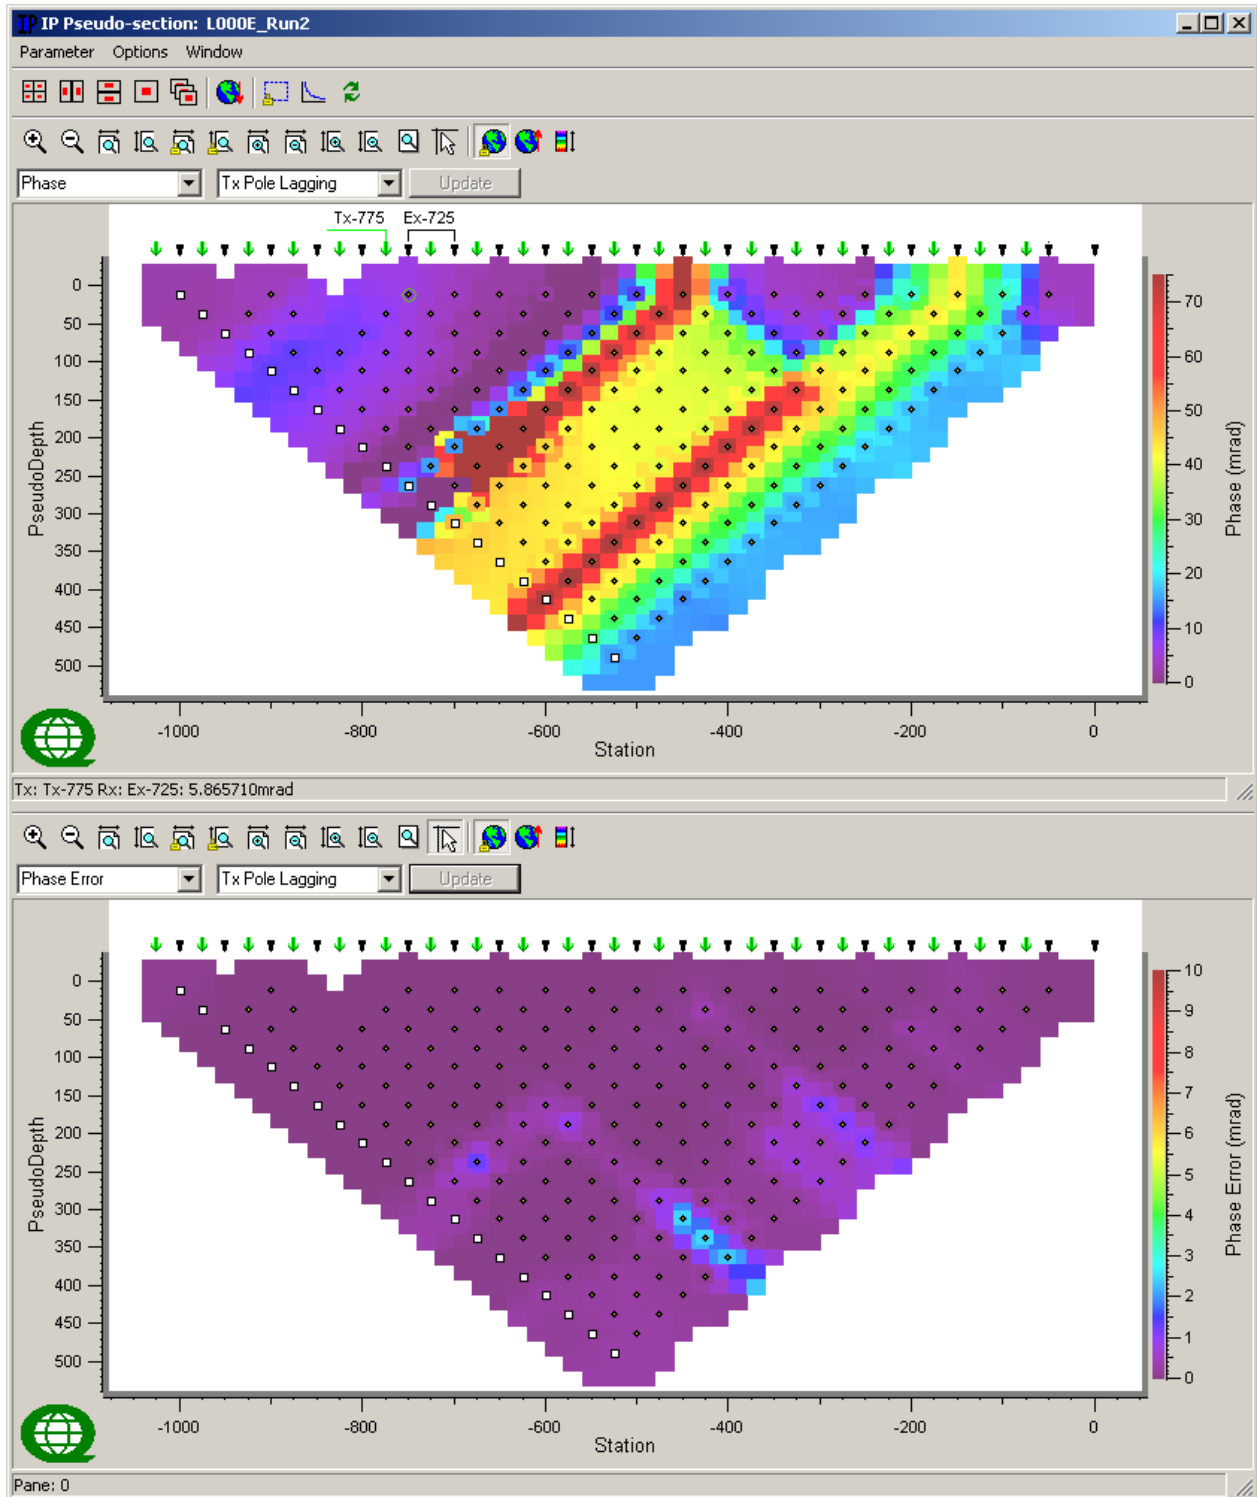 IP Pseudo-section: L000E_Run2
Parameter Options Window
Phase Tx Pole Lagging Update
Tx-775 Ex-725
0
50
100
150
200
250
300
350
400
450
500
PseudoDepth
-1000 -800 -600 -400 -200 0
Station
70
60
50
40
30
20
10
0
Phase (mrad)
Tx: Tx-775 Rx: Ex-725: 5.865710mrad
Phase Error Tx Pole Lagging Update
0
50
100
150
200
250
300
350
400
450
500
PseudoDepth
-1000 -800 -600 -400 -200 0
Station
10
9
8
7
6
5
4
3
2
1
0
Phase Error (mrad)
Pane: 0